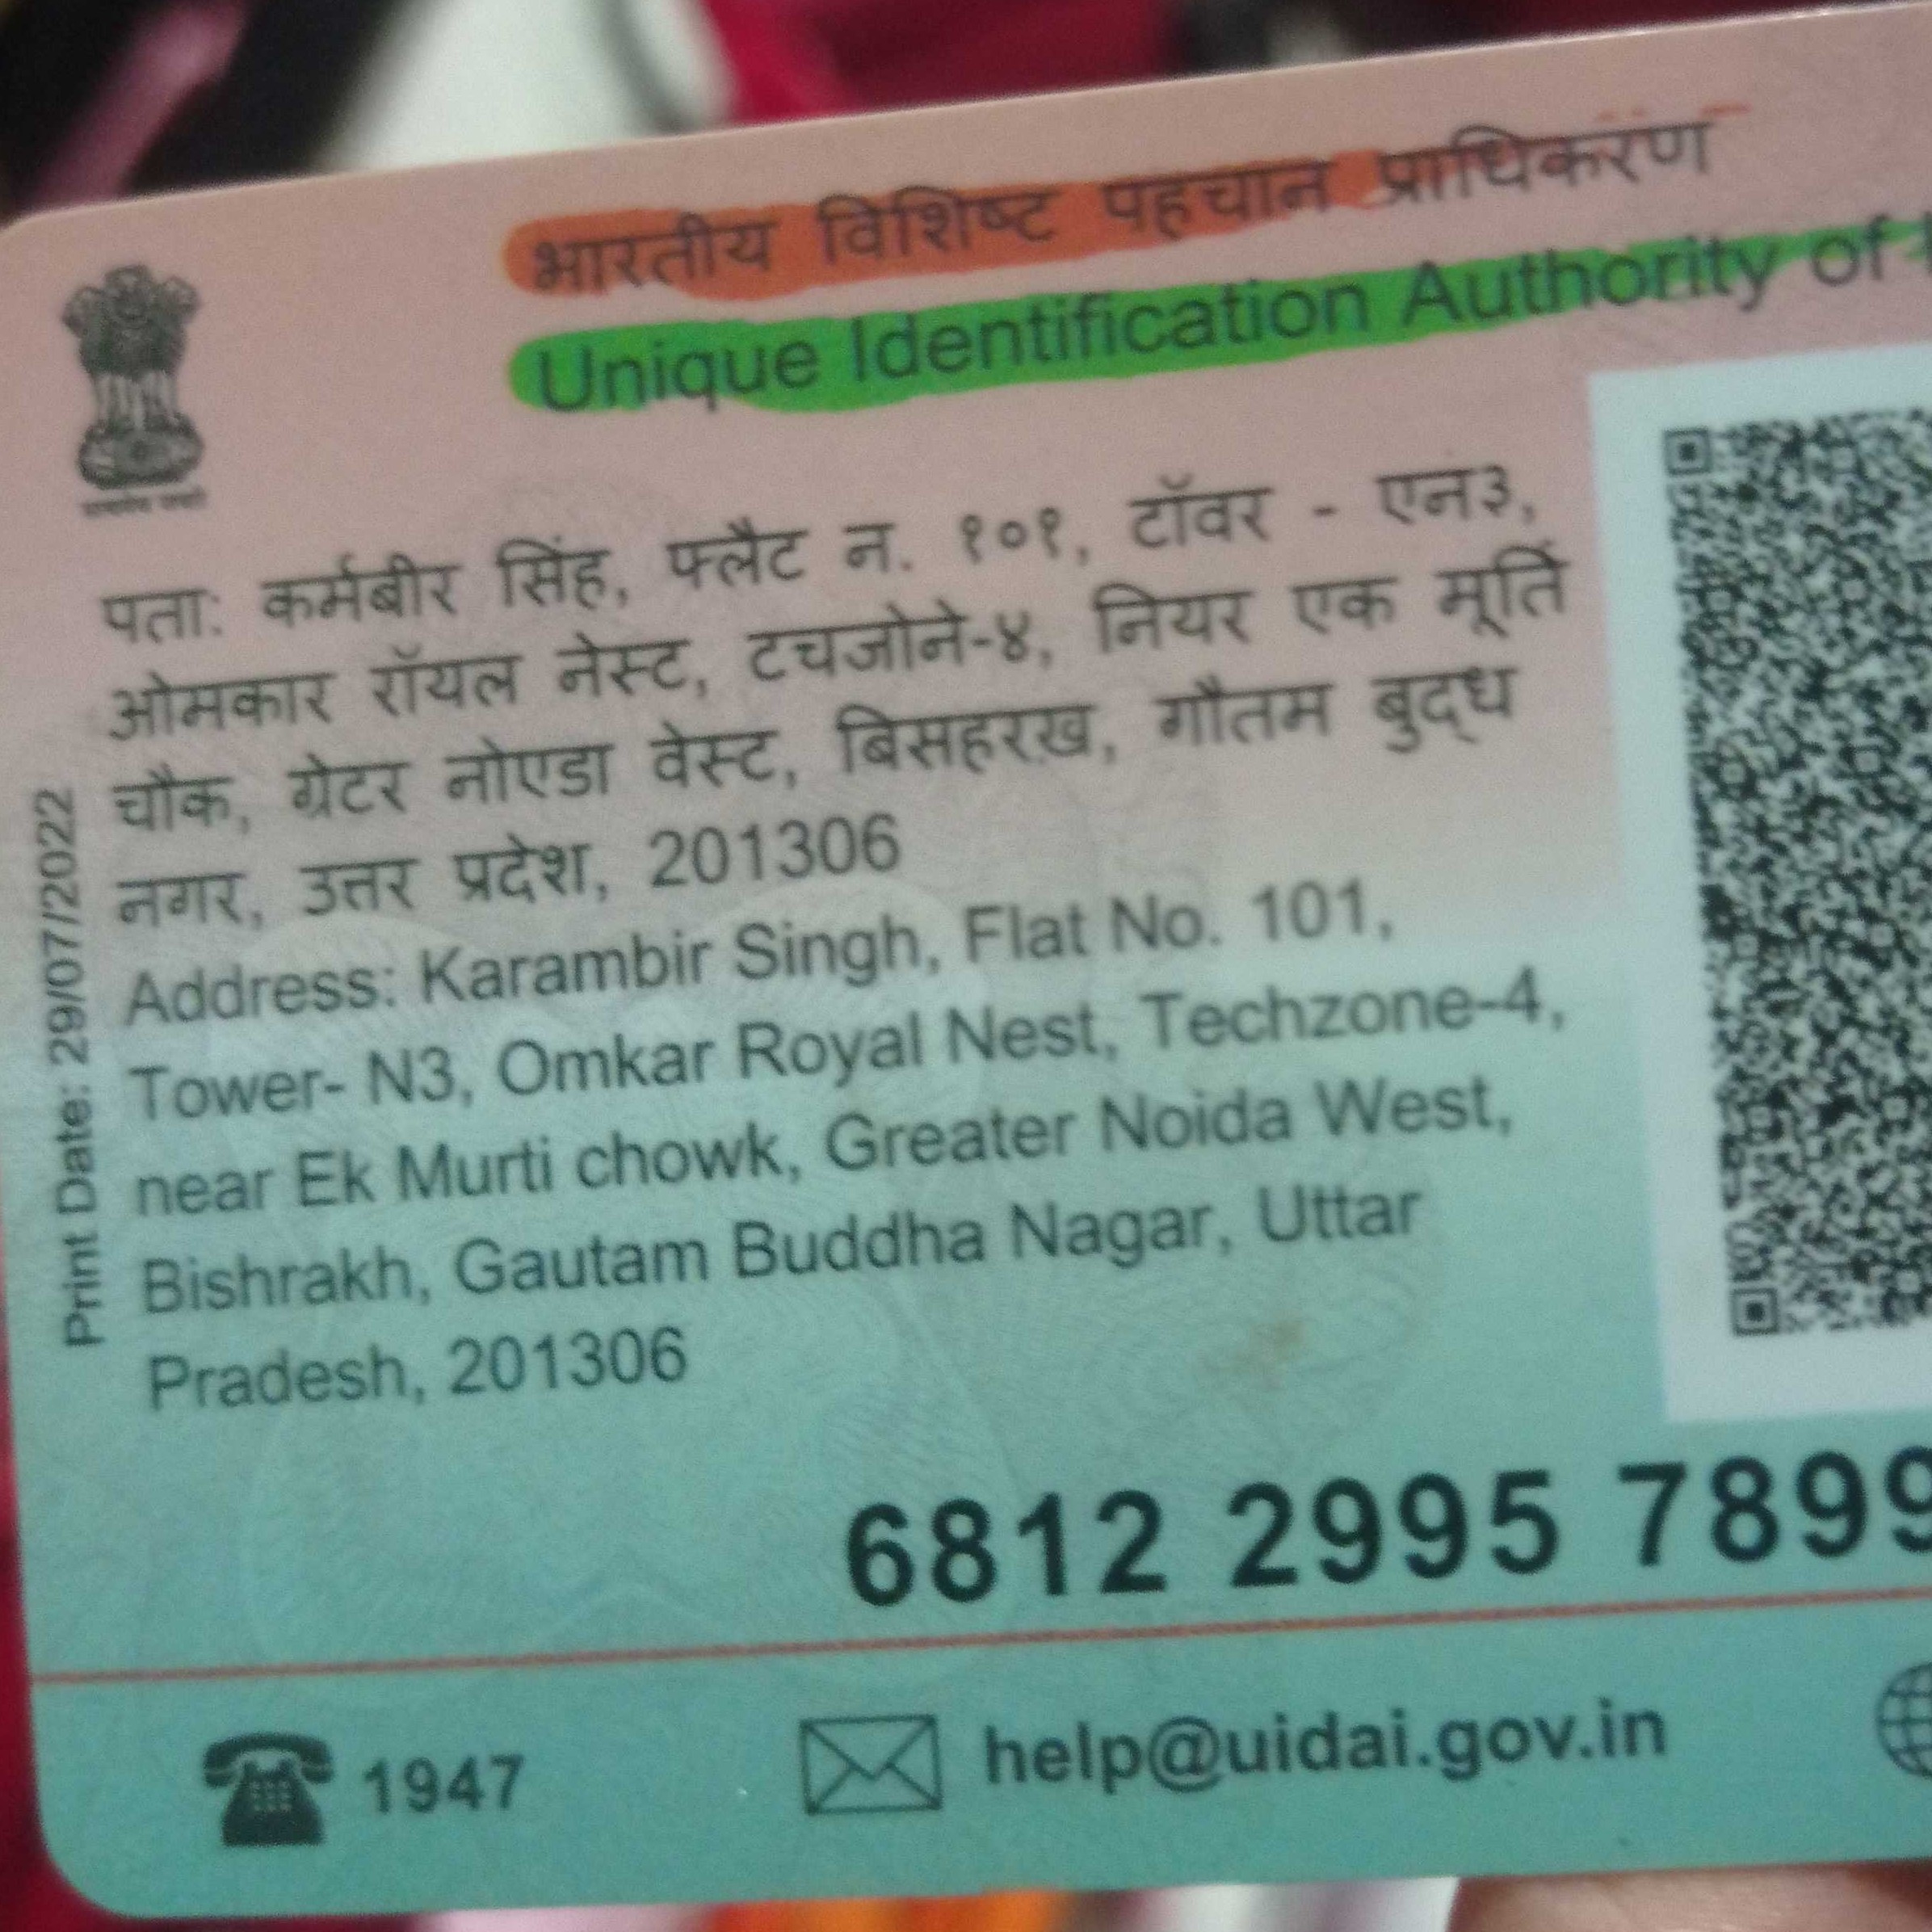 भारतीय विशिष्ट पहचान प्राधिकरण
Unique Identification Authority of
पता: कर्मबीर सिंह, फ्लैट न. १०१, टॉवर - एन३,
ओमकार रॉयल नेस्ट, टचजोने-४, नियर एक मूर्ति
चौक, ग्रेटर नोएडा वेस्ट, बिसहरख, गौतम बुद्ध
नगर, उत्तर प्रदेश, 201306
Address: Karambir Singh, Flat No. 101,
Tower- N3, Omkar Royal Nest, Techzone-4,
near Ek Murti chowk, Greater Noida West,
Bishrakh, Gautam Buddha Nagar, Uttar
Pradesh, 201306
Print Date: 29/07/2022
6812 2995 7899
1947
help@uidai.gov.in